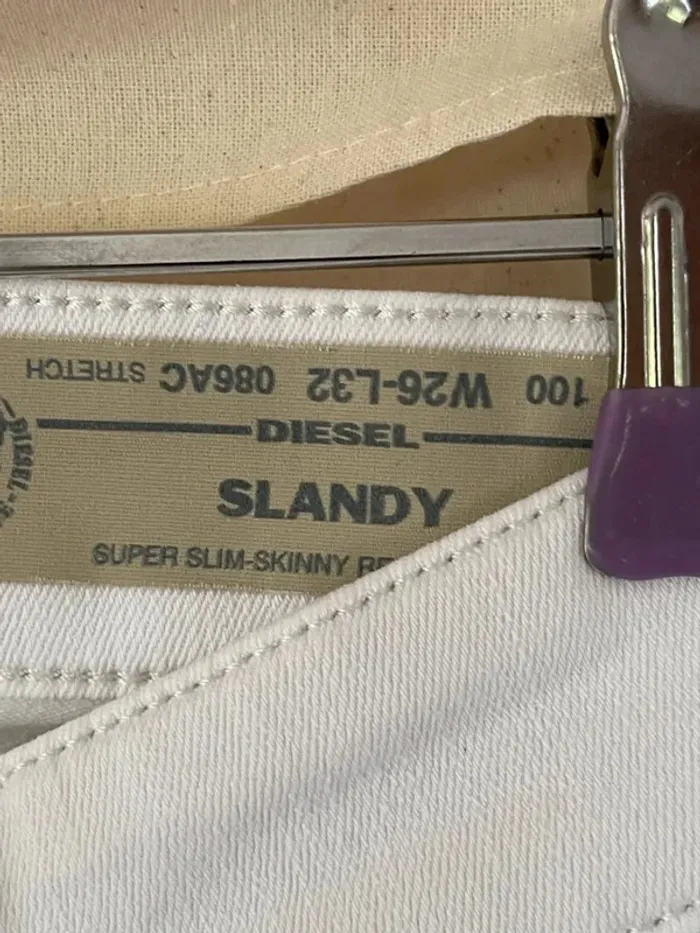 100 W26-L32 086AC STRETCH
DIESEL
SLANDY
SUPER SLIM-SKINNY